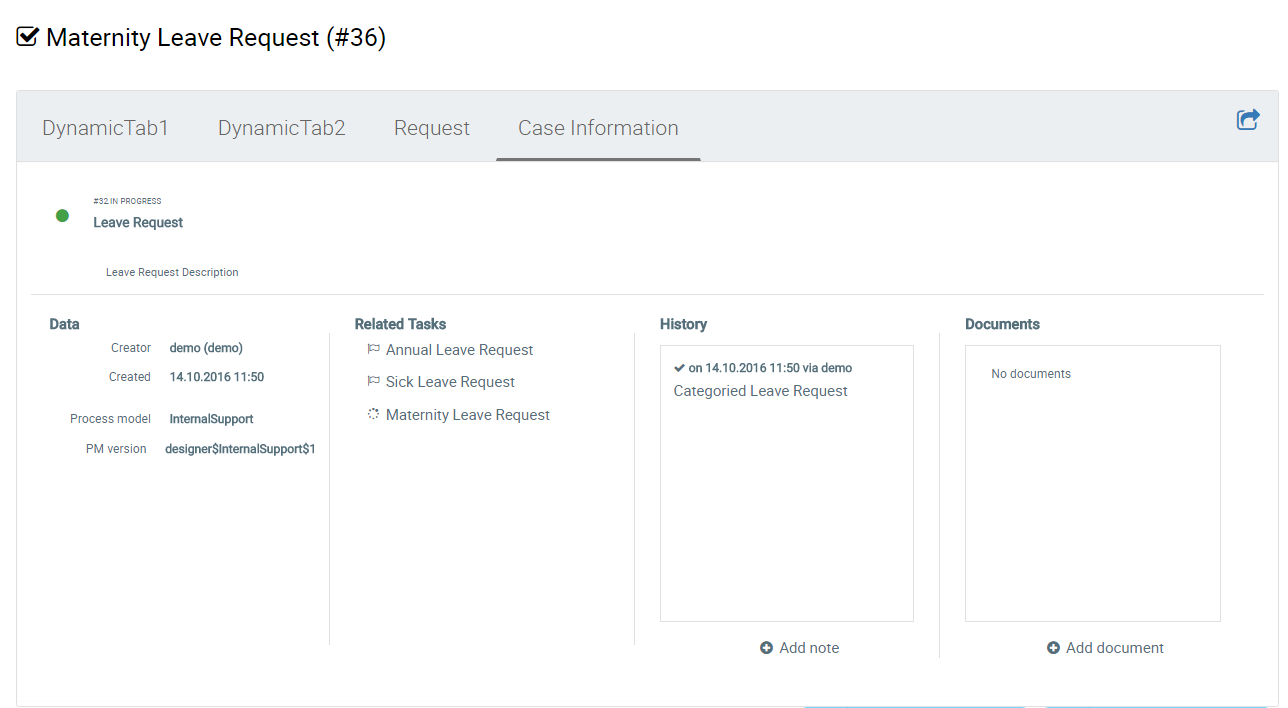 Maternity Leave Request (#36)
DynamicTab1 DynamicTab2 Request Case Information
#32 IN PROGRESS
Leave Request
Leave Request Description
Data
Creator demo (demo)
Created 14.10.2016 11:50
Process model InternalSupport
PM version designer$InternalSupport$1
Related Tasks
Annual Leave Request
Sick Leave Request
Maternity Leave Request
History
on 14.10.2016 11:50 via demo
Categoried Leave Request
Add note
Documents
No documents
Add document